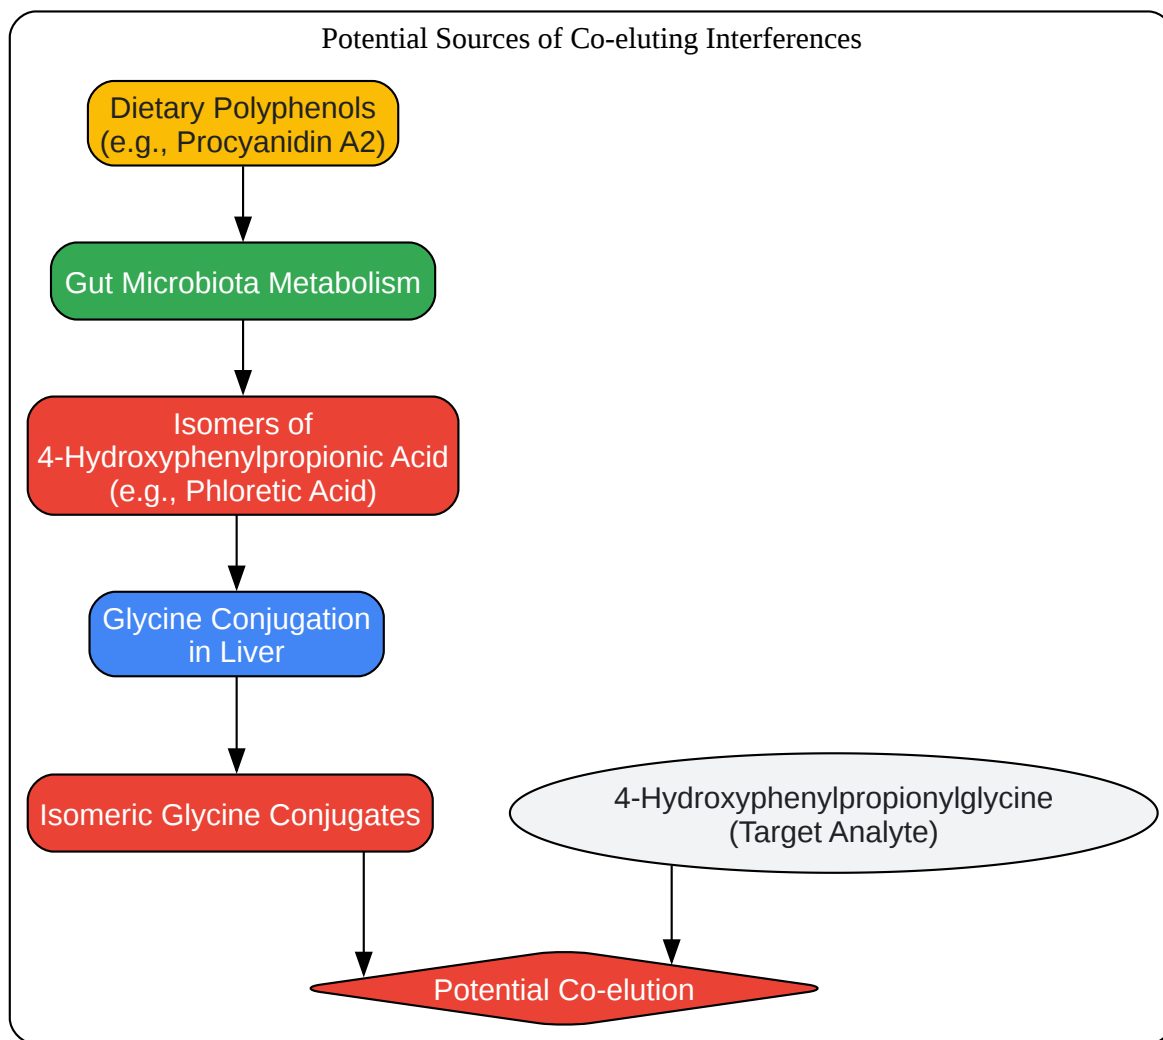 Potential Sources of Co-eluting Interferences
Dietary Polyphenols
(e.g., Procyanidin A2)
Gut Microbiota Metabolism
Isomers of
4-Hydroxyphenylpropionic Acid
(e.g., Phloretic Acid)
Glycine Conjugation
in Liver
Isomeric Glycine Conjugates
4-Hydroxyphenylpropionylglycine
(Target Analyte)
Potential Co-elution